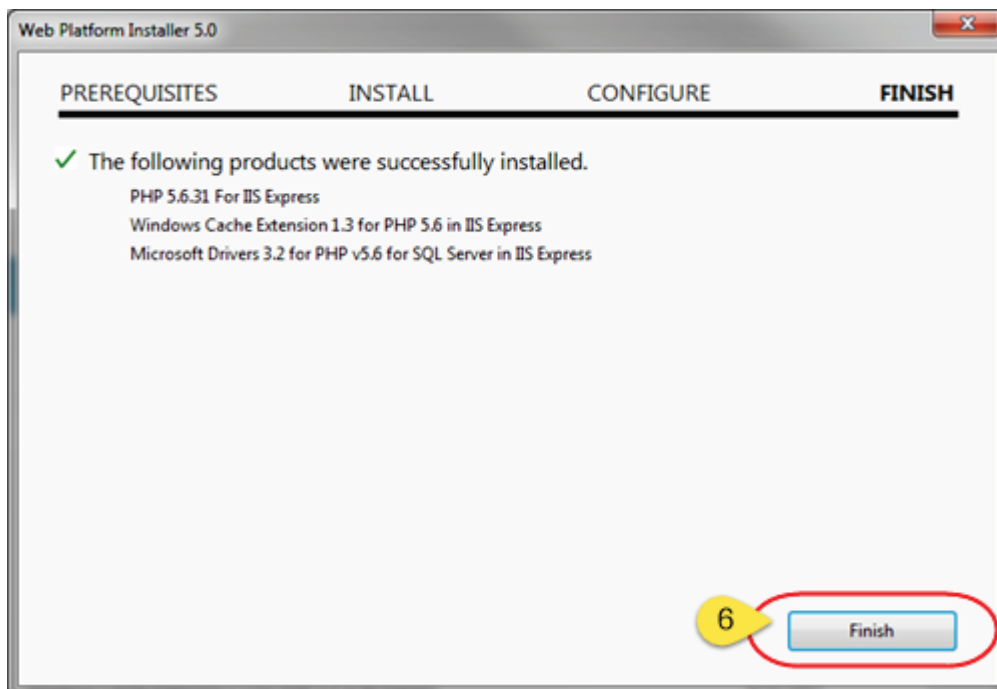 Web Platform Installer 5.0
PREREQUISITES INSTALL CONFIGURE FINISH
The following products were successfully installed.
PHP 5.6.31 For IIS Express
Windows Cache Extension 1.3 for PHP 5.6 in IIS Express
Microsoft Drivers 3.2 for PHP v5.6 for SQL Server in IIS Express
6
Finish